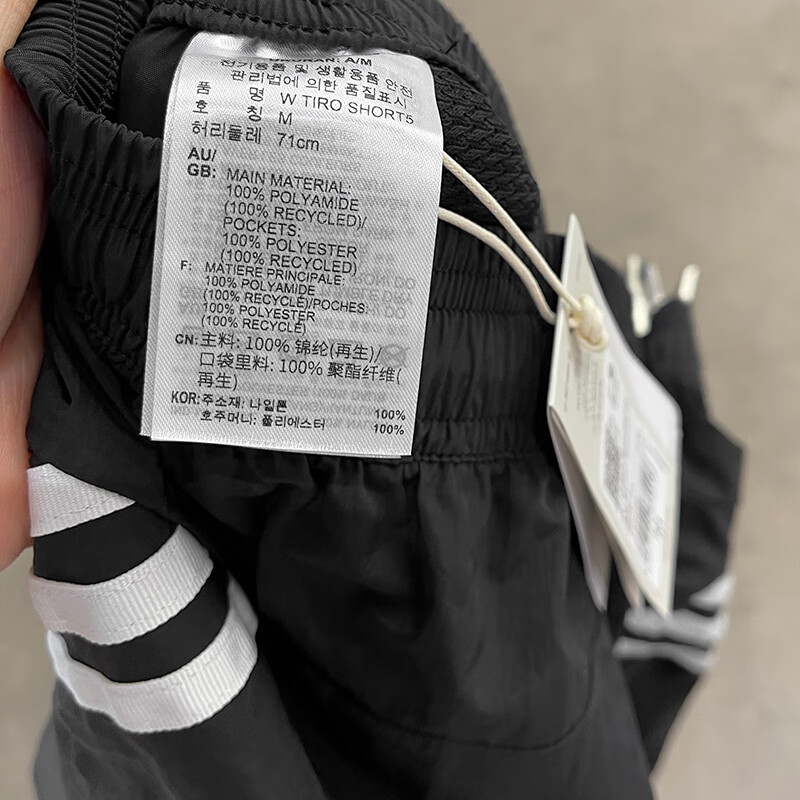 UKURAN: A/M
전기용품 및 생활용품 안전
관리법에 의한 품질표시
품 명 W TIRO SHORT5
호 칭 M
허리둘레 71cm
AU/
GB: MAIN MATERIAL:
100% POLYAMIDE
(100% RECYCLED)/
POCKETS:
100% POLYESTER
(100% RECYCLED)
F: MATIERE PRINCIPALE:
100% POLYAMIDE
(100% RECYCLÉ)/POCHES:
100% POLYESTER
(100% RECYCLÉ)
CN: 主料: 100% 锦纶(再生)/
口袋里料: 100% 聚酯纤维(
再生)
KOR: 주소재: 나일론 100%
호주머니: 폴리에스터 100%